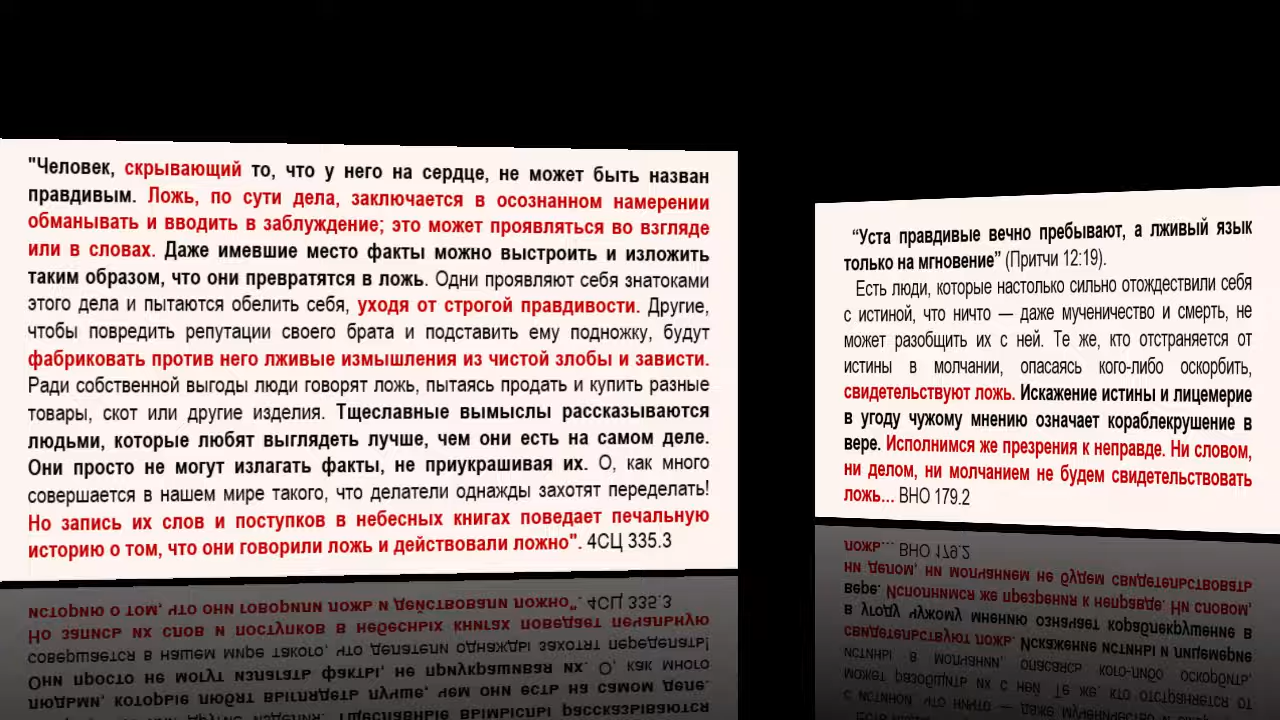 "Человек, скрывающий то, что у него на сердце, не может быть назван
правдивым. Ложь, по сути дела, заключается в осознанном намерении
обманывать и вводить в заблуждение; это может проявляться во взгляде
или в словах. Даже имевшие место факты можно выстроить и изложить
таким образом, что они превратятся в ложь. Одни проявляют себя знатоками
этого дела и пытаются обелить себя, уходя от строгой правдивости. Другие,
чтобы повредить репутации своего брата и подставить ему подножку, будут
фабриковать против него лживые измышления из чистой злобы и зависти.
Ради собственной выгоды люди говорят ложь, пытаясь продать и купить разные
товары, скот или другие изделия. Тщеславные вымыслы рассказываются
людьми, которые любят выглядеть лучше, чем они есть на самом деле.
Они просто не могут излагать факты, не приукрашивая их. О, как много
совершается в нашем мире такого, что делатели однажды захотят переделать!
Но запись их слов и поступков в небесных книгах поведает печальную
историю о том, что они говорили ложь и действовали ложно". 4СЦ 335.3
“Уста правдивые вечно пребывают, а лживый язык
только на мгновение” (Притчи 12:19).
Есть люди, которые настолько сильно отождествили себя
с истиной, что ничто — даже мученичество и смерть, не
может разобщить их с ней. Те же, кто отстраняется от
истины в молчании, опасаясь кого-либо оскорбить,
свидетельствуют ложь. Искажение истины и лицемерие
в угоду чужому мнению означает кораблекрушение в
вере. Исполнимся же презрения к неправде. Ни словом,
ни делом, ни молчанием не будем свидетельствовать
ложь... ВНО 179.2